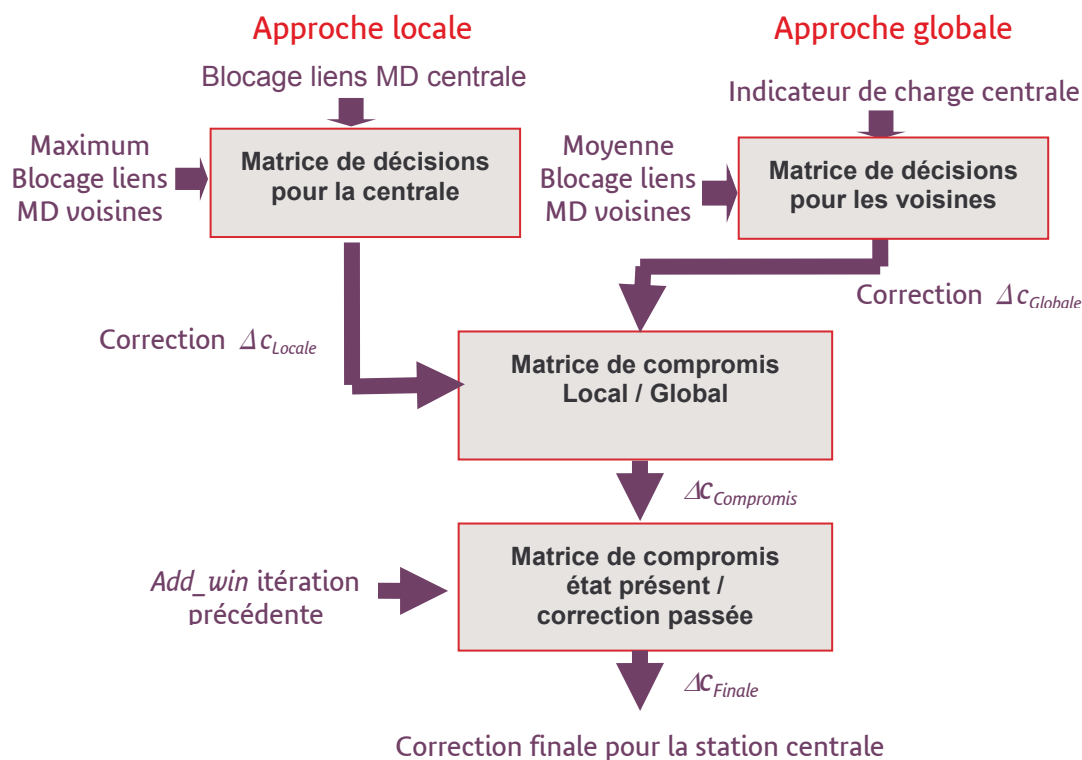 Approche locale
Approche globale
Blocage liens MD centrale
Indicateur de charge centrale
Maximum
Blocage liens
MD voisines
Matrice de décisions
pour la centrale
Moyenne
Blocage liens
MD voisines
Matrice de décisions
pour les voisines
Correction Δc_Locale
Correction Δc_Globale
Matrice de compromis
Local / Global
Δc_Compromis
Add_win itération
précédente
Matrice de compromis
état présent /
correction passée
Δc_Finale
Correction finale pour la station centrale